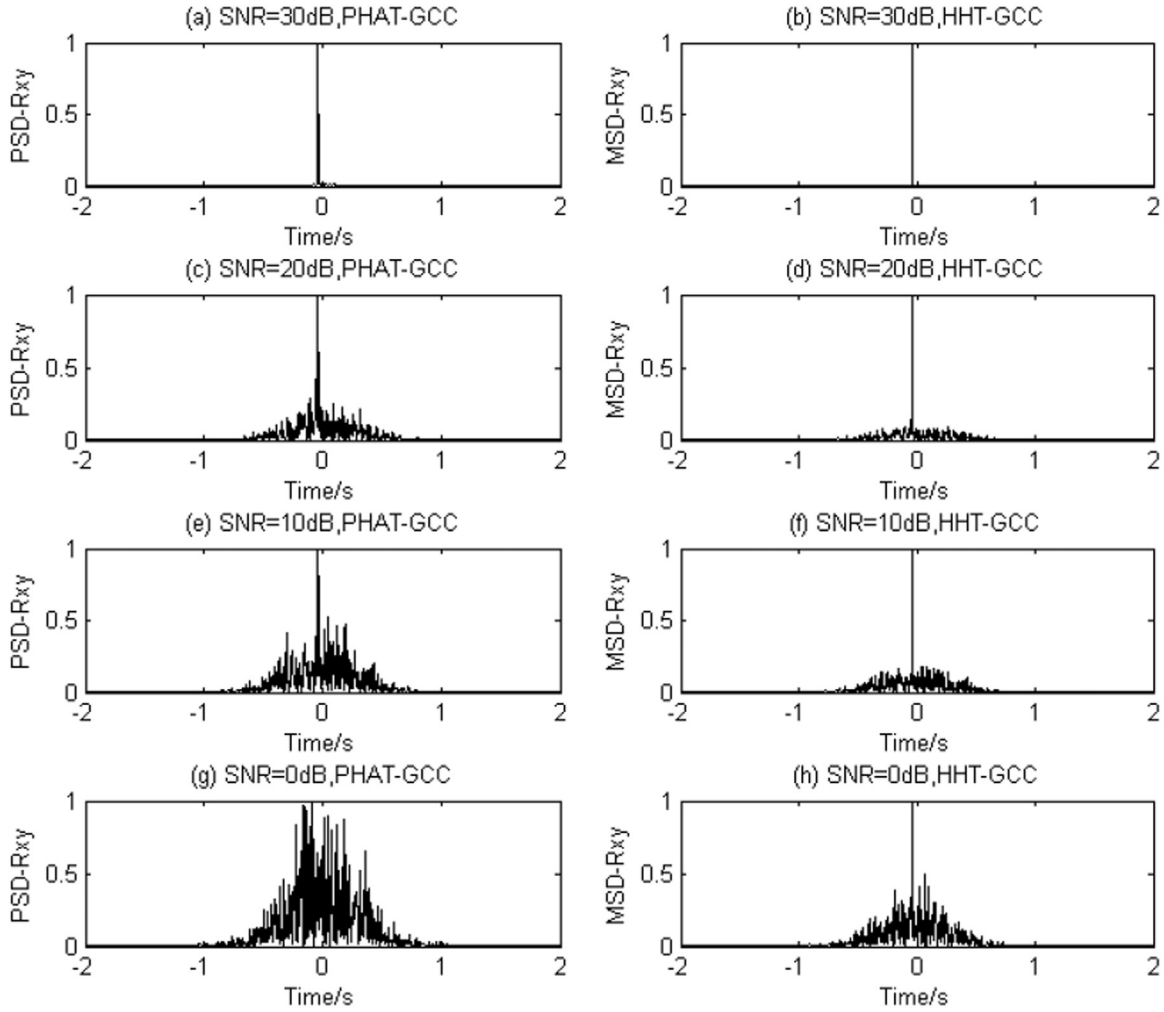 (a) SNR=30dB,PHAT-GCC
1
0.5
0
PSD-Rxy
-2 -1 0 1 2
Time/s
(b) SNR=30dB,HHT-GCC
1
0.5
0
MSD-Rxy
-2 -1 0 1 2
Time/s
(c) SNR=20dB,PHAT-GCC
1
0.5
0
PSD-Rxy
-2 -1 0 1 2
Time/s
(d) SNR=20dB,HHT-GCC
1
0.5
0
MSD-Rxy
-2 -1 0 1 2
Time/s
(e) SNR=10dB,PHAT-GCC
1
0.5
0
PSD-Rxy
-2 -1 0 1 2
Time/s
(f) SNR=10dB,HHT-GCC
1
0.5
0
MSD-Rxy
-2 -1 0 1 2
Time/s
(g) SNR=0dB,PHAT-GCC
1
0.5
0
PSD-Rxy
-2 -1 0 1 2
Time/s
(h) SNR=0dB,HHT-GCC
1
0.5
0
MSD-Rxy
-2 -1 0 1 2
Time/s